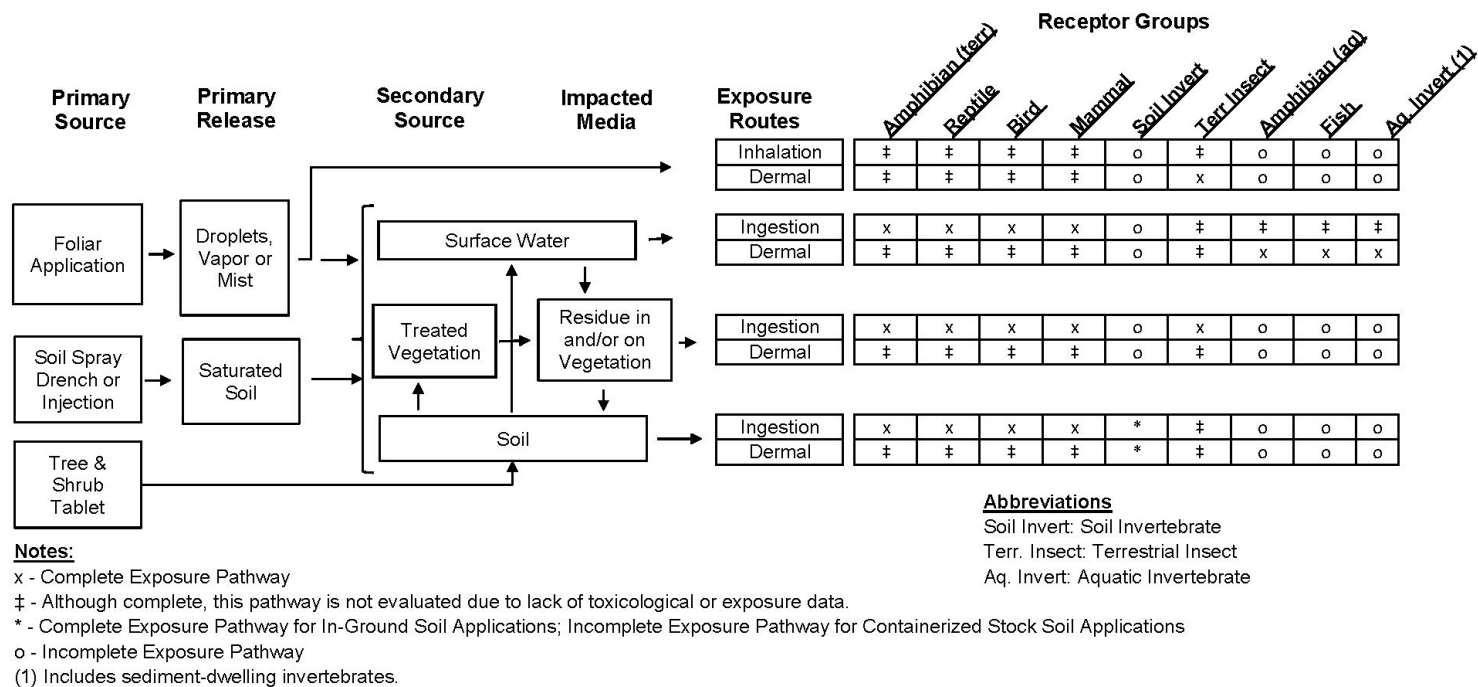 Receptor Groups
Primary Source
Primary Release
Secondary Source
Impacted Media
Exposure Routes
Amphibian (terr)
Reptile
Bird
Mammal
Soil Invert
Terr Insect
Amphibian (aq)
Fish
Aq. Invert (1)
Inhalation ‡ ‡ ‡ ‡ o ‡ o o o
Dermal ‡ ‡ ‡ ‡ o x o o o
Foliar
Application
Droplets,
Vapor or
Mist
Surface Water
Ingestion x x x x o ‡ ‡ ‡ ‡
Dermal ‡ ‡ ‡ ‡ o ‡ x x x
Treated
Vegetation
Residue in
and/or on
Vegetation
Ingestion x x x x o x o o o
Dermal ‡ ‡ ‡ ‡ o ‡ o o o
Soil Spray
Drench or
Injection
Saturated
Soil
Soil
Ingestion x x x x * ‡ o o o
Dermal ‡ ‡ ‡ ‡ * ‡ o o o
Tree &
Shrub
Tablet
Abbreviations
Soil Invert: Soil Invertebrate
Terr. Insect: Terrestrial Insect
Aq. Invert: Aquatic Invertebrate
Notes:
x - Complete Exposure Pathway
‡ - Although complete, this pathway is not evaluated due to lack of toxicological or exposure data.
* - Complete Exposure Pathway for In-Ground Soil Applications; Incomplete Exposure Pathway for Containerized Stock Soil Applications
o - Incomplete Exposure Pathway
(1) Includes sediment-dwelling invertebrates.